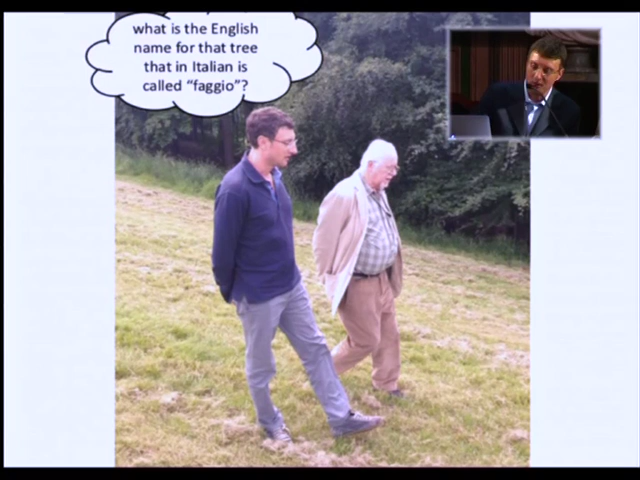 what is the English
name for that tree
that in Italian is
called “faggio”?